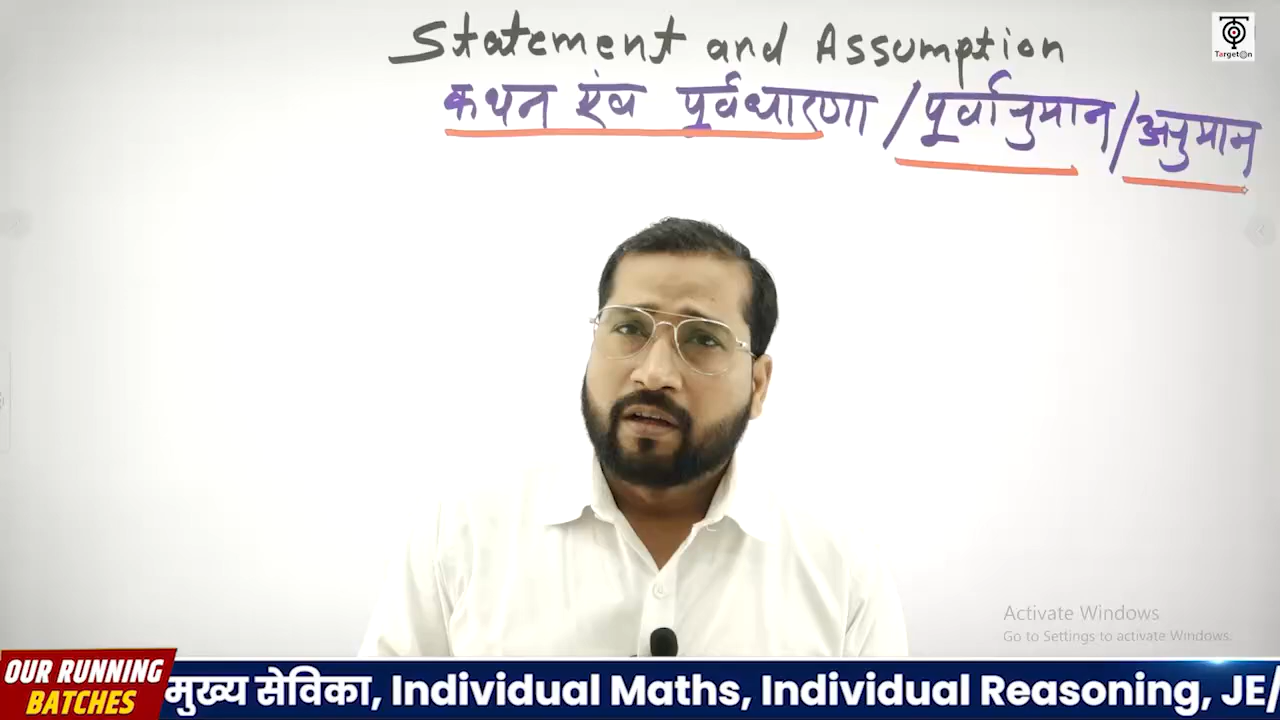 Statement and Assumption
TargetOn
कथन एंव पूर्वधारणा / पूर्वानुमान / अनुमान
Activate Windows
Go to Settings to activate Windows.
OUR RUNNING
BATCHES
मुख्य सेविका, Individual Maths, Individual Reasoning, JE/